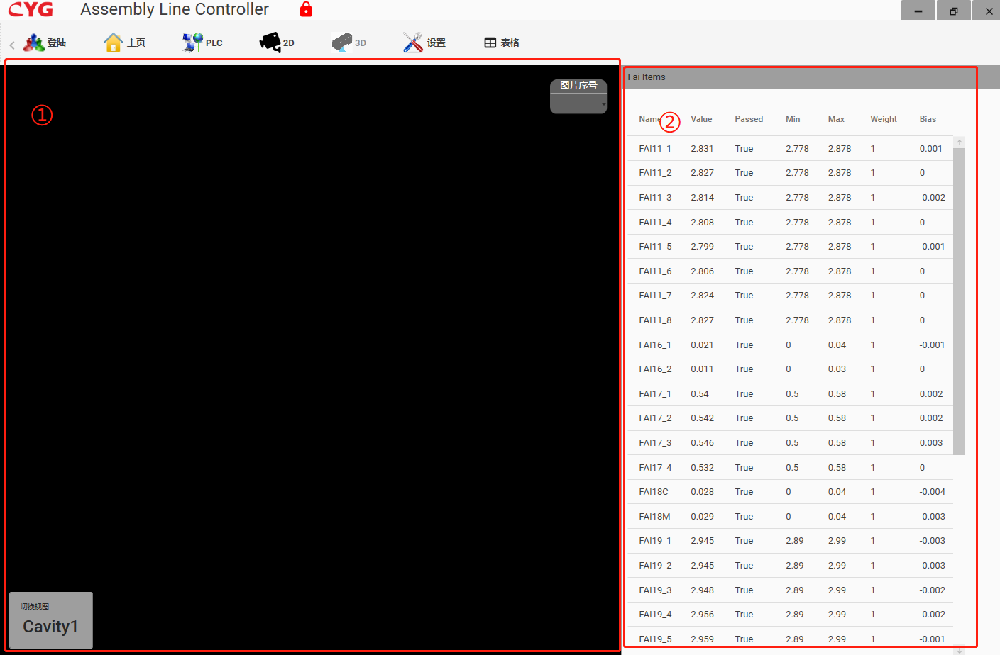 CYG Assembly Line Controller
登陆 主页 PLC 2D 3D 设置 表格
①
图片序号
切换视图
Cavity1
Fai Items
②
Name Value Passed Min Max Weight Bias
FAI11_1 2.831 True 2.778 2.878 1 0.001
FAI11_2 2.827 True 2.778 2.878 1 0
FAI11_3 2.814 True 2.778 2.878 1 -0.002
FAI11_4 2.808 True 2.778 2.878 1 0
FAI11_5 2.799 True 2.778 2.878 1 -0.001
FAI11_6 2.806 True 2.778 2.878 1 0
FAI11_7 2.824 True 2.778 2.878 1 0
FAI11_8 2.827 True 2.778 2.878 1 0
FAI16_1 0.021 True 0 0.04 1 -0.001
FAI16_2 0.011 True 0 0.03 1 0
FAI17_1 0.54 True 0.5 0.58 1 0.002
FAI17_2 0.542 True 0.5 0.58 1 0.002
FAI17_3 0.546 True 0.5 0.58 1 0.003
FAI17_4 0.532 True 0.5 0.58 1 0
FAI18C 0.028 True 0 0.04 1 -0.004
FAI18M 0.029 True 0 0.04 1 -0.003
FAI19_1 2.945 True 2.89 2.99 1 -0.003
FAI19_2 2.945 True 2.89 2.99 1 -0.003
FAI19_3 2.948 True 2.89 2.99 1 -0.002
FAI19_4 2.956 True 2.89 2.99 1 -0.002
FAI19_5 2.959 True 2.89 2.99 1 -0.001